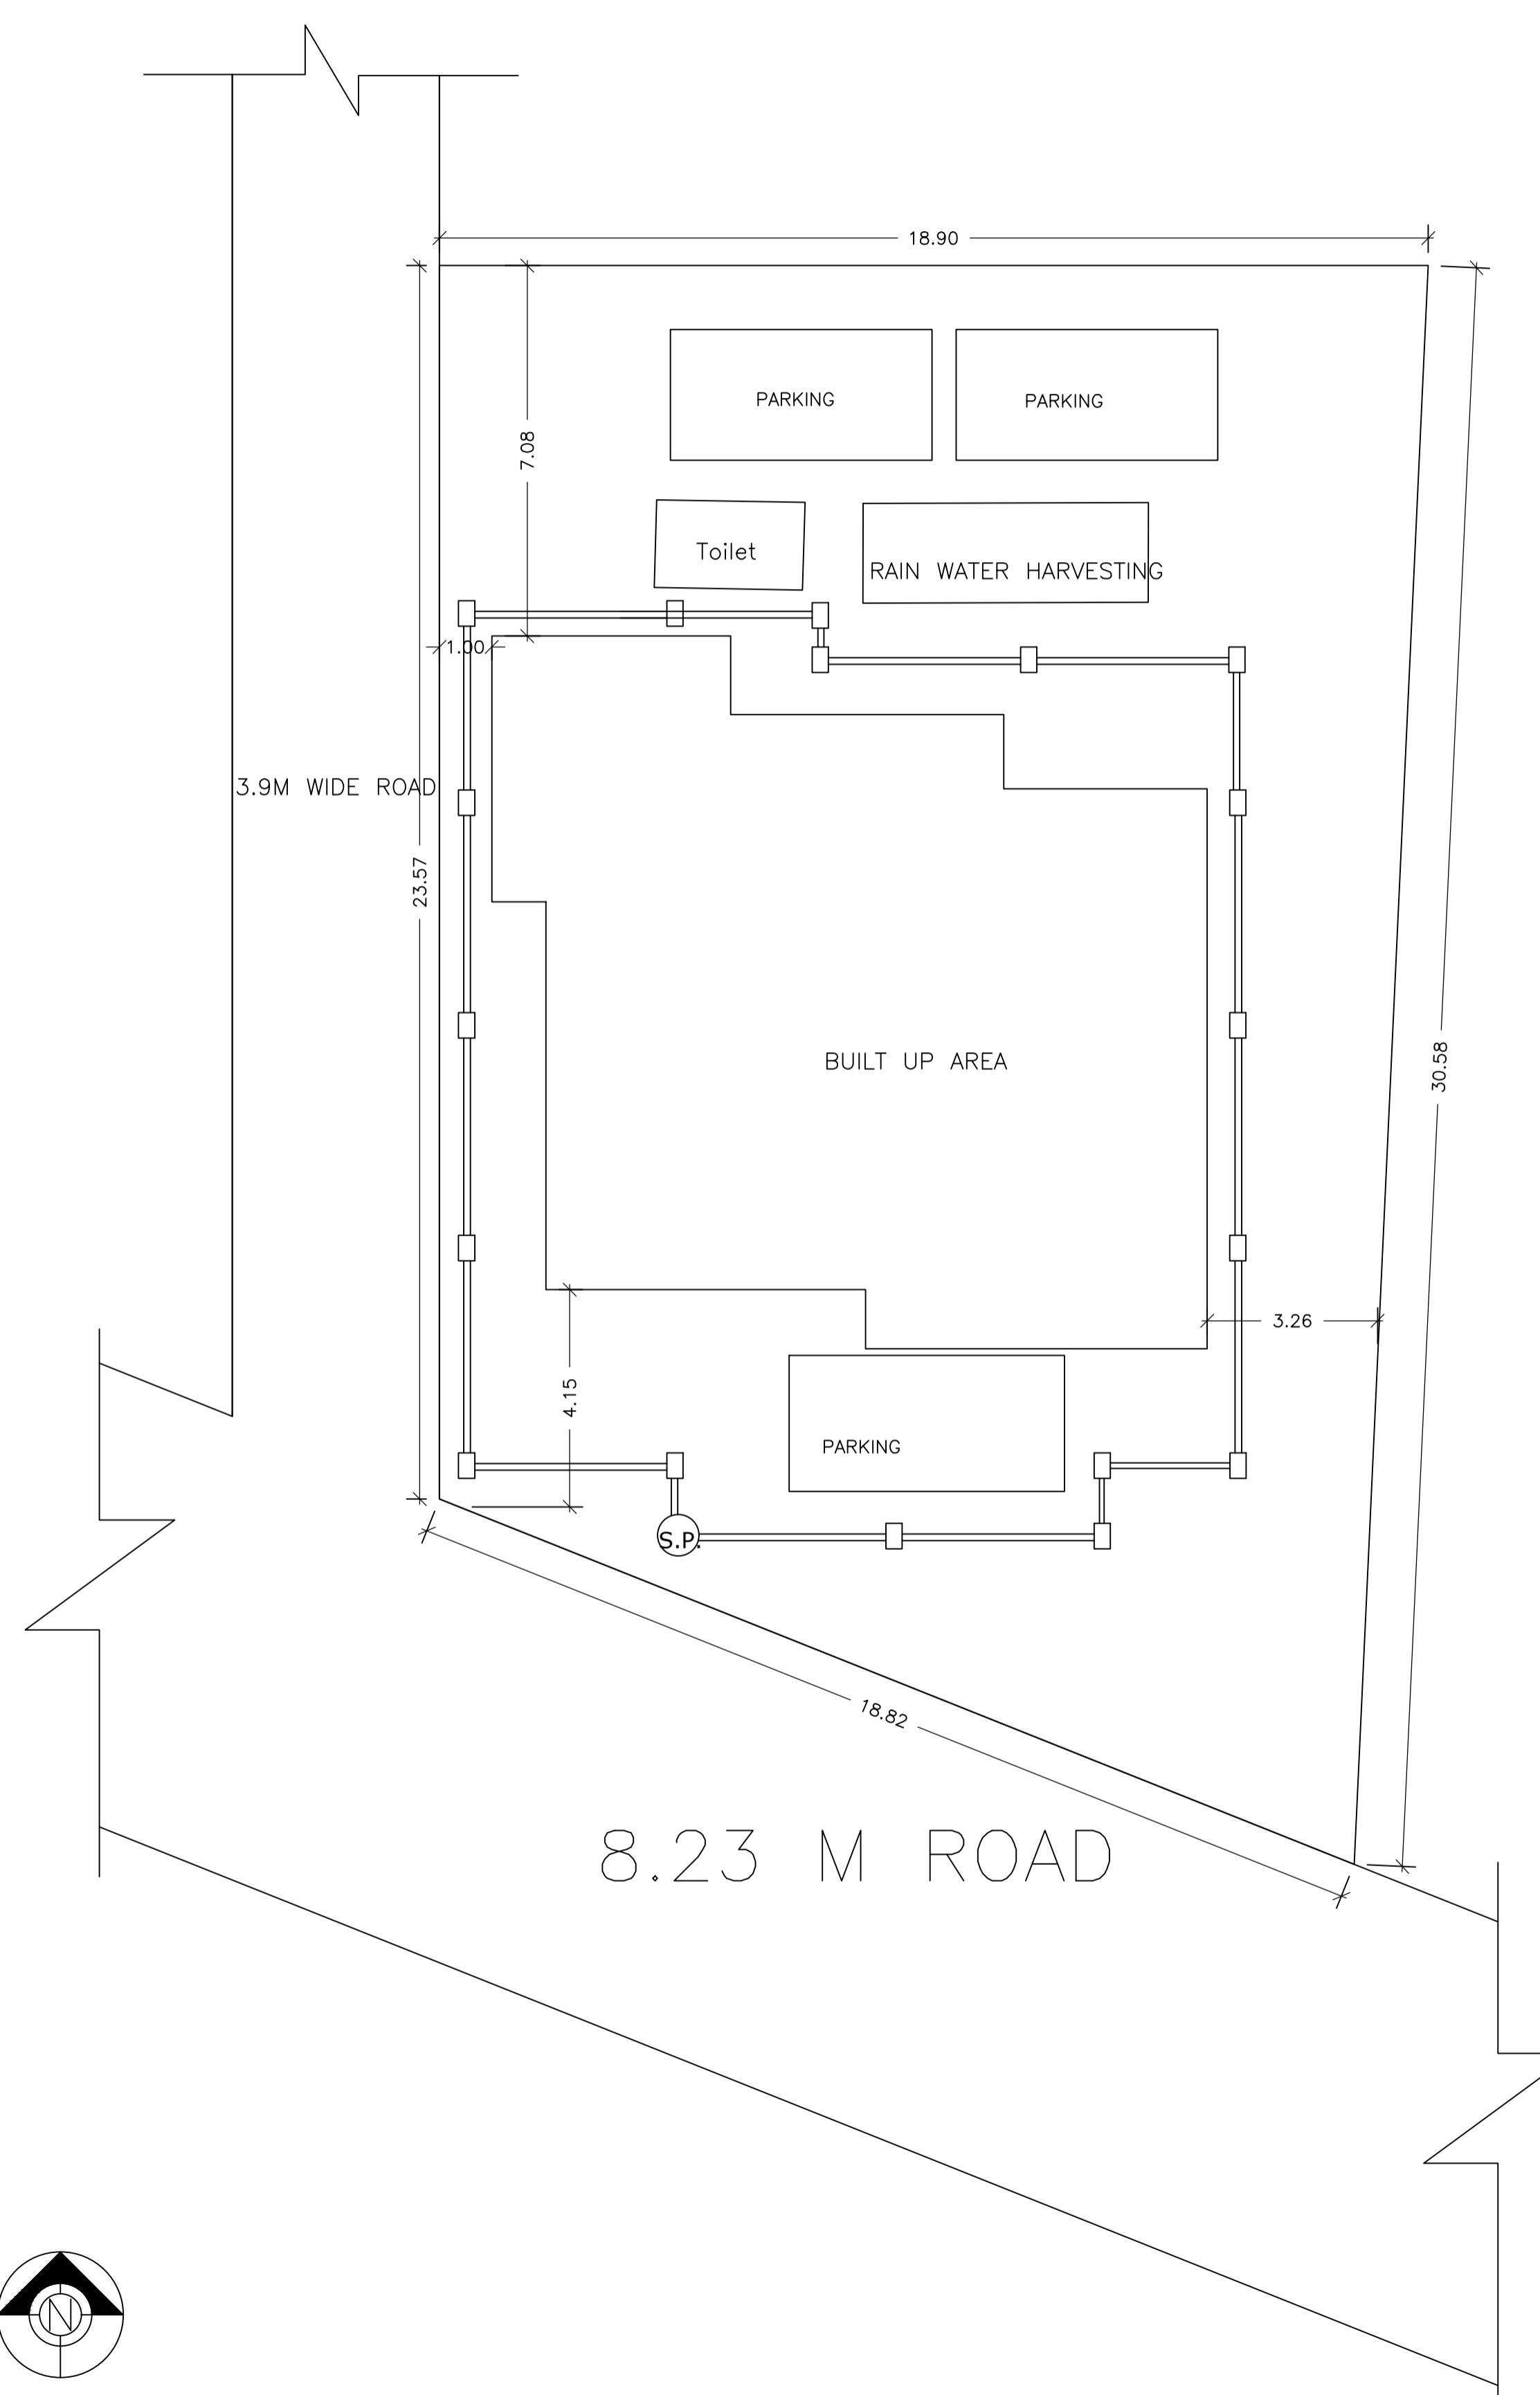 18.90
PARKING
PARKING
7.08
Toilet
RAIN WATER HARVESTING
1.00
3.9M WIDE ROAD
23.57
BUILT UP AREA
30.58
3.26
4.15
PARKING
S.P.
18.82
8.23 M ROAD
N